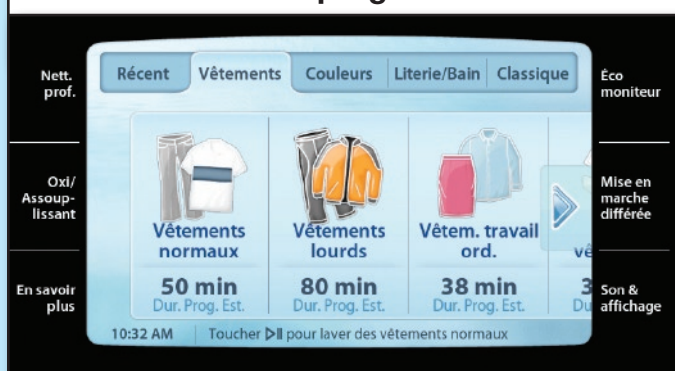 Nett.
prof.
Oxi/
Assoup-
lissant
En savoir
plus
Récent Vêtements Couleurs Literie/Bain Classique
Vêtements
normaux
50 min
Dur. Prog. Est.
Vêtements
lourds
80 min
Dur. Prog. Est.
Vêtem. travail
ord.
38 min
Dur. Prog. Est.
10:32 AM Toucher ▷II pour laver des vêtements normaux
Éco
moniteur
Mise en
marche
différée
Son &
affichage